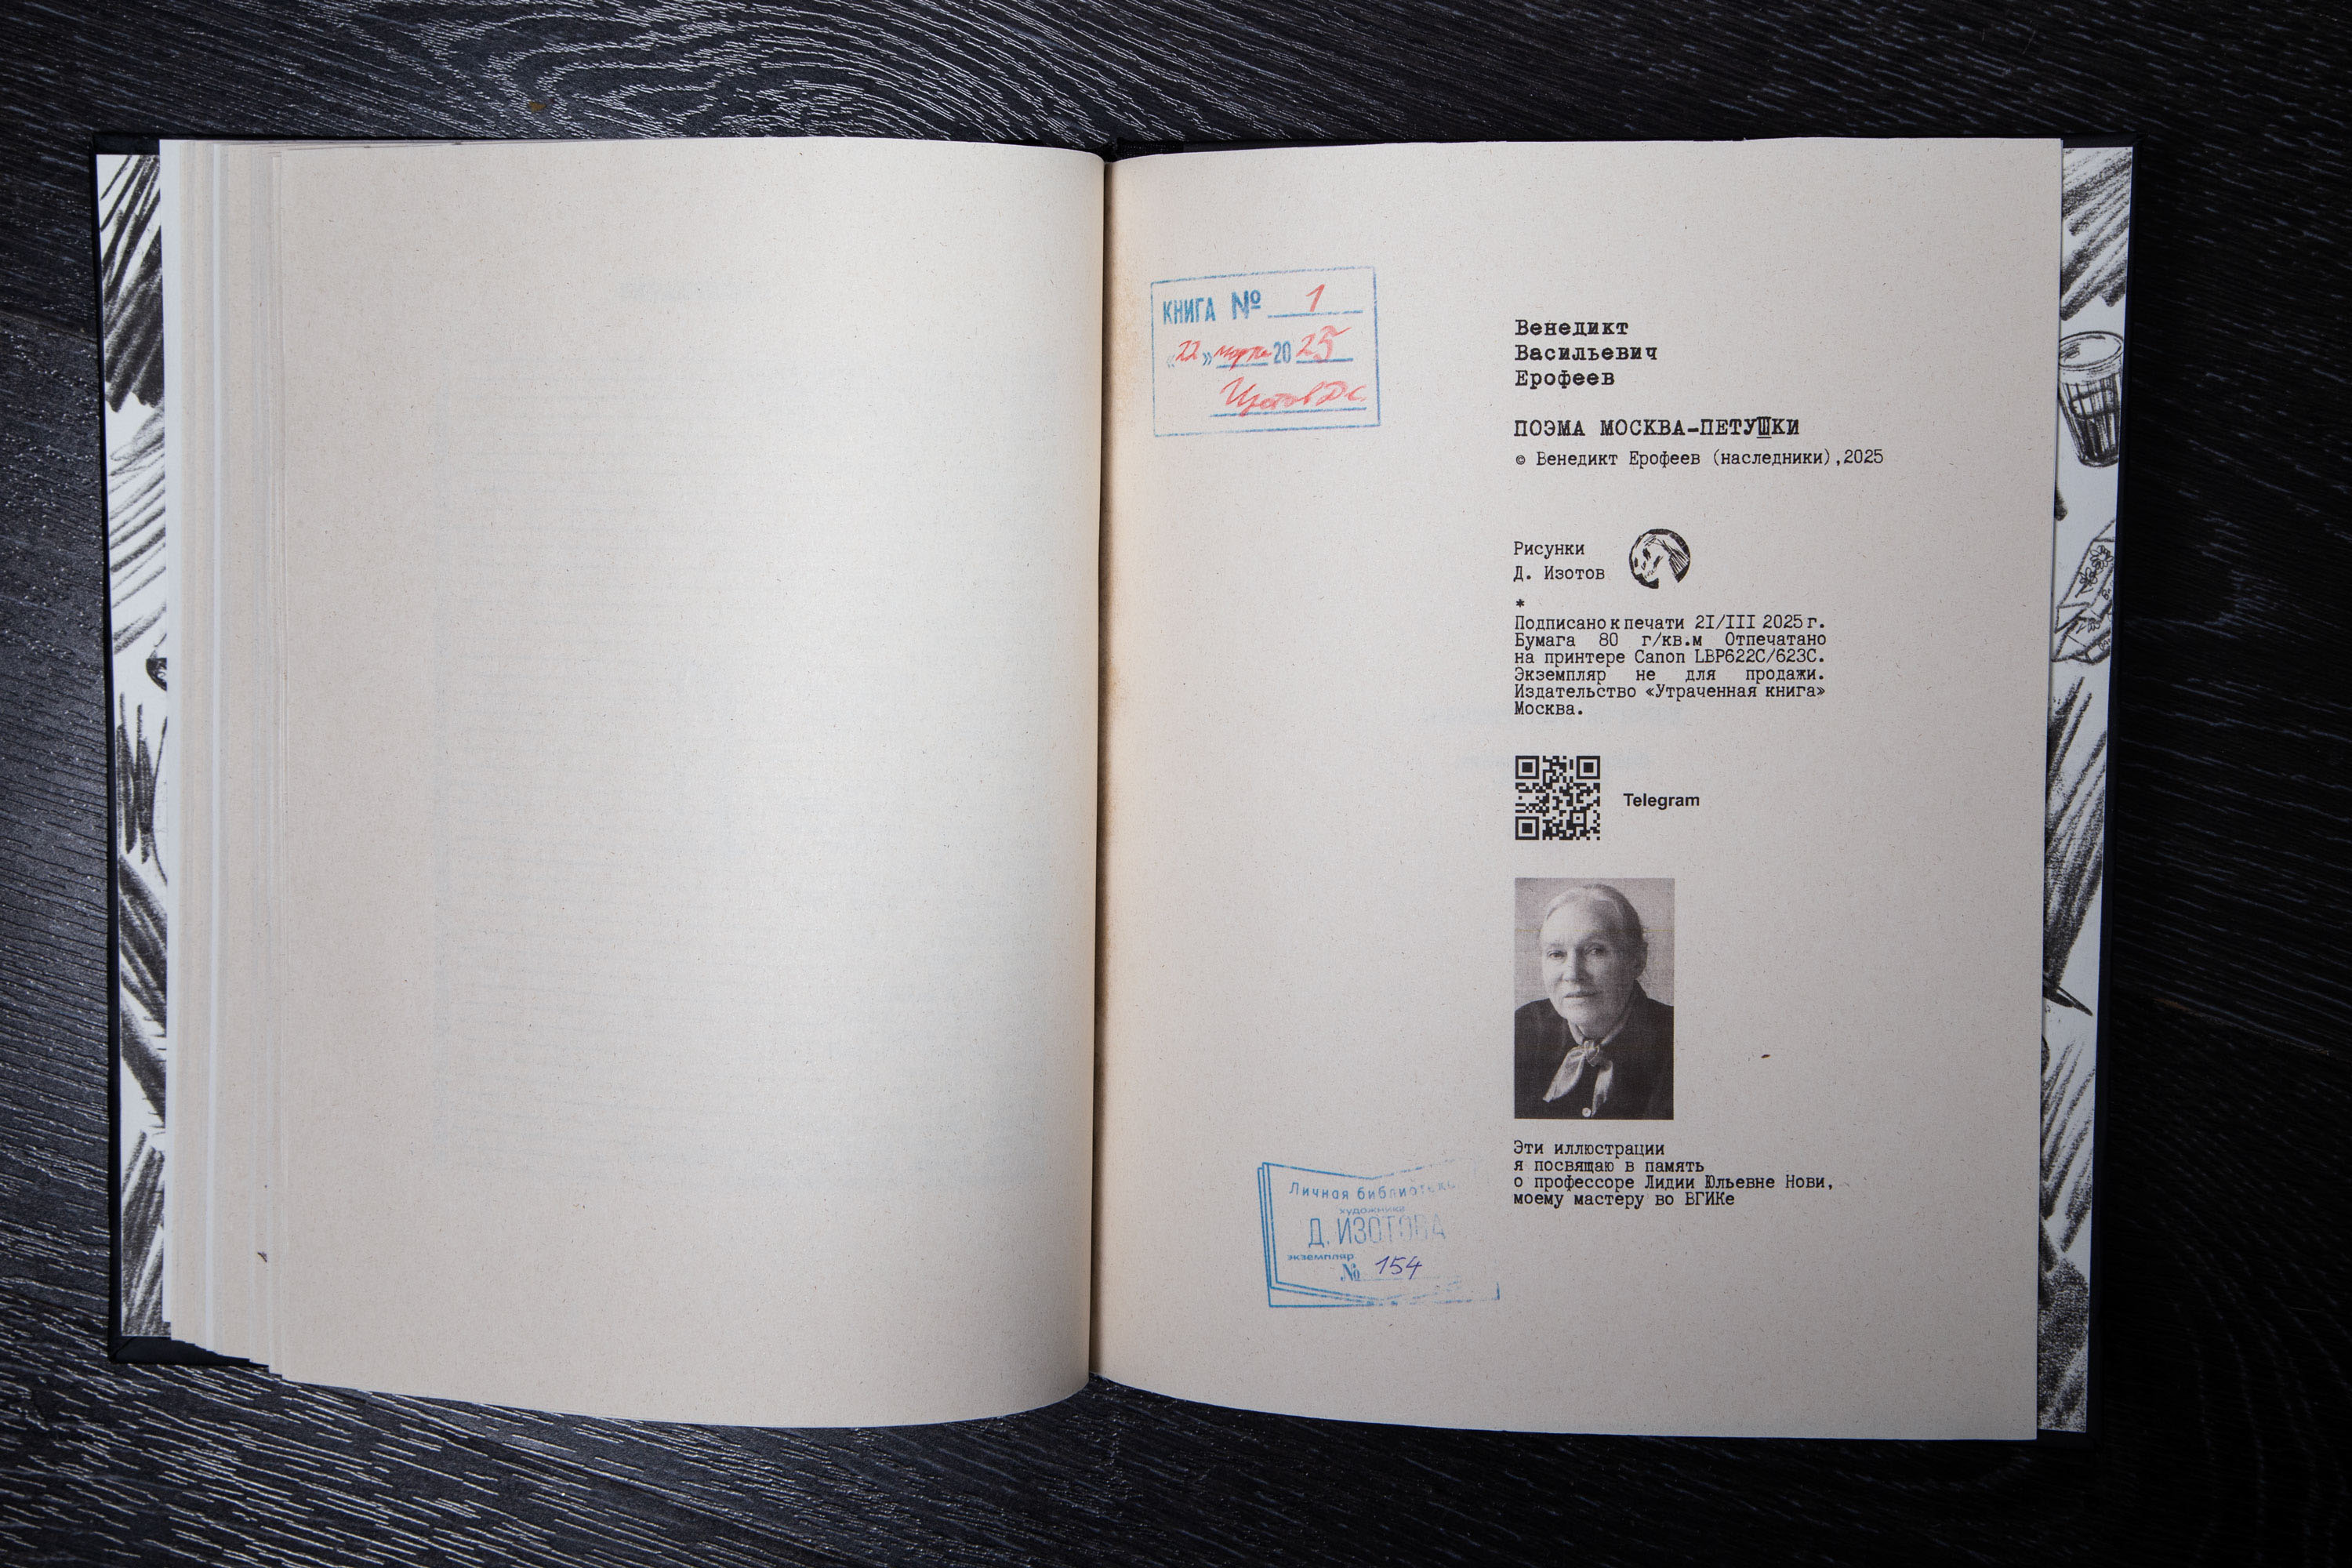 КНИГА № 1
«22» марта 2025
Изотов Дс.
Венедикт
Васильевич
Ерофеев
ПОЭМА МОСКВА-ПЕТУШКИ
© Венедикт Ерофеев (наследники),2025
Рисунки
Д. Изотов
*
Подписано к печати 2I/III 2025 г.
Бумага 80 г/кв.м Отпечатано
на принтере Canon LBP622C/623C.
Экземпляр не для продажи.
Издательство «Утраченная книга»
Москва.
Telegram
Эти иллюстрации
я посвящаю в память
о профессоре Лидии Юльевне Нови,
моему мастеру во ВГИКе
Личная библиотека
художника
Д. ИЗОТОВА
экземпляр
№ 154